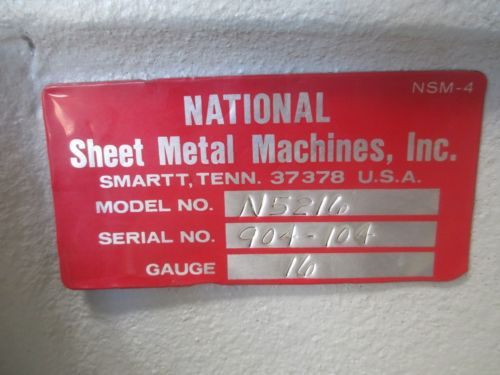 NSM-4
NATIONAL
Sheet Metal Machines, Inc.
SMARTT, TENN. 37378 U.S.A.
MODEL NO. N5216
SERIAL NO. 904-104
GAUGE 16